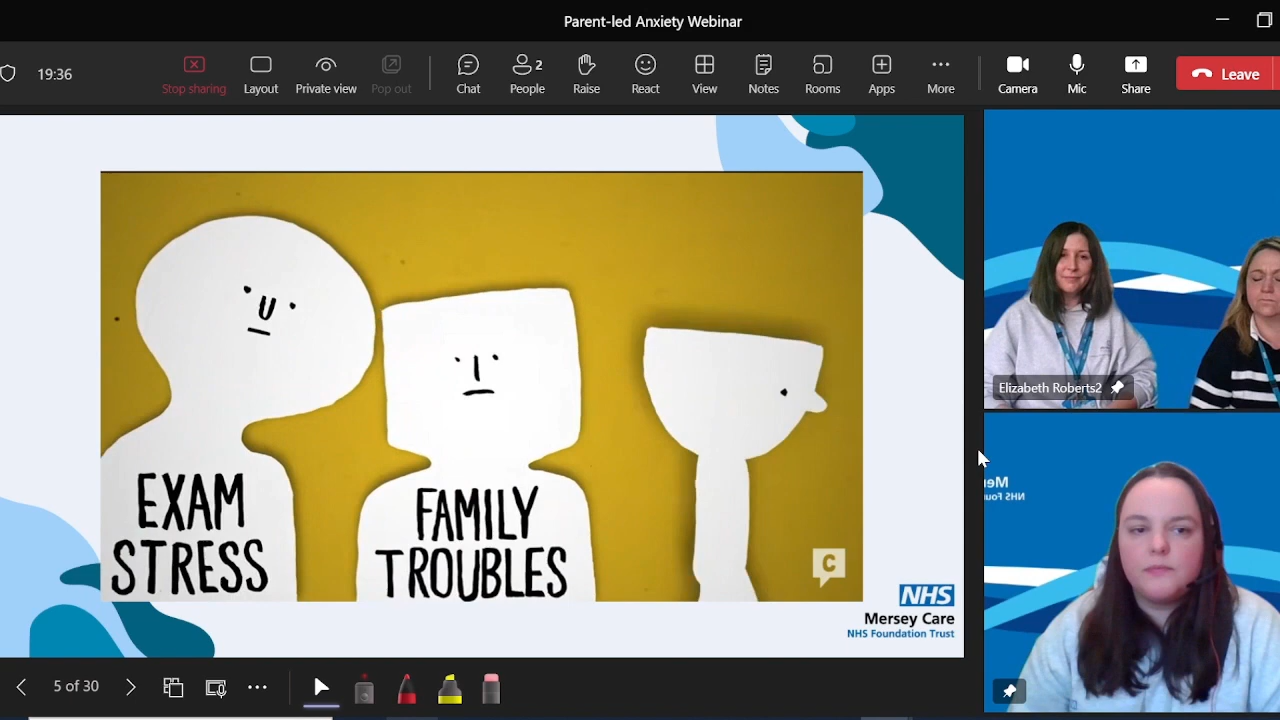 Parent-led Anxiety Webinar
19:36
Stop sharing
Layout
Private view
Pop out
Chat
2
People
Raise
React
View
Notes
Rooms
Apps
More
Camera
Mic
Share
Leave
EXAM
STRESS
FAMILY
TROUBLES
C
NHS
Mersey Care
NHS Foundation Trust
Elizabeth Roberts2
5 of 30